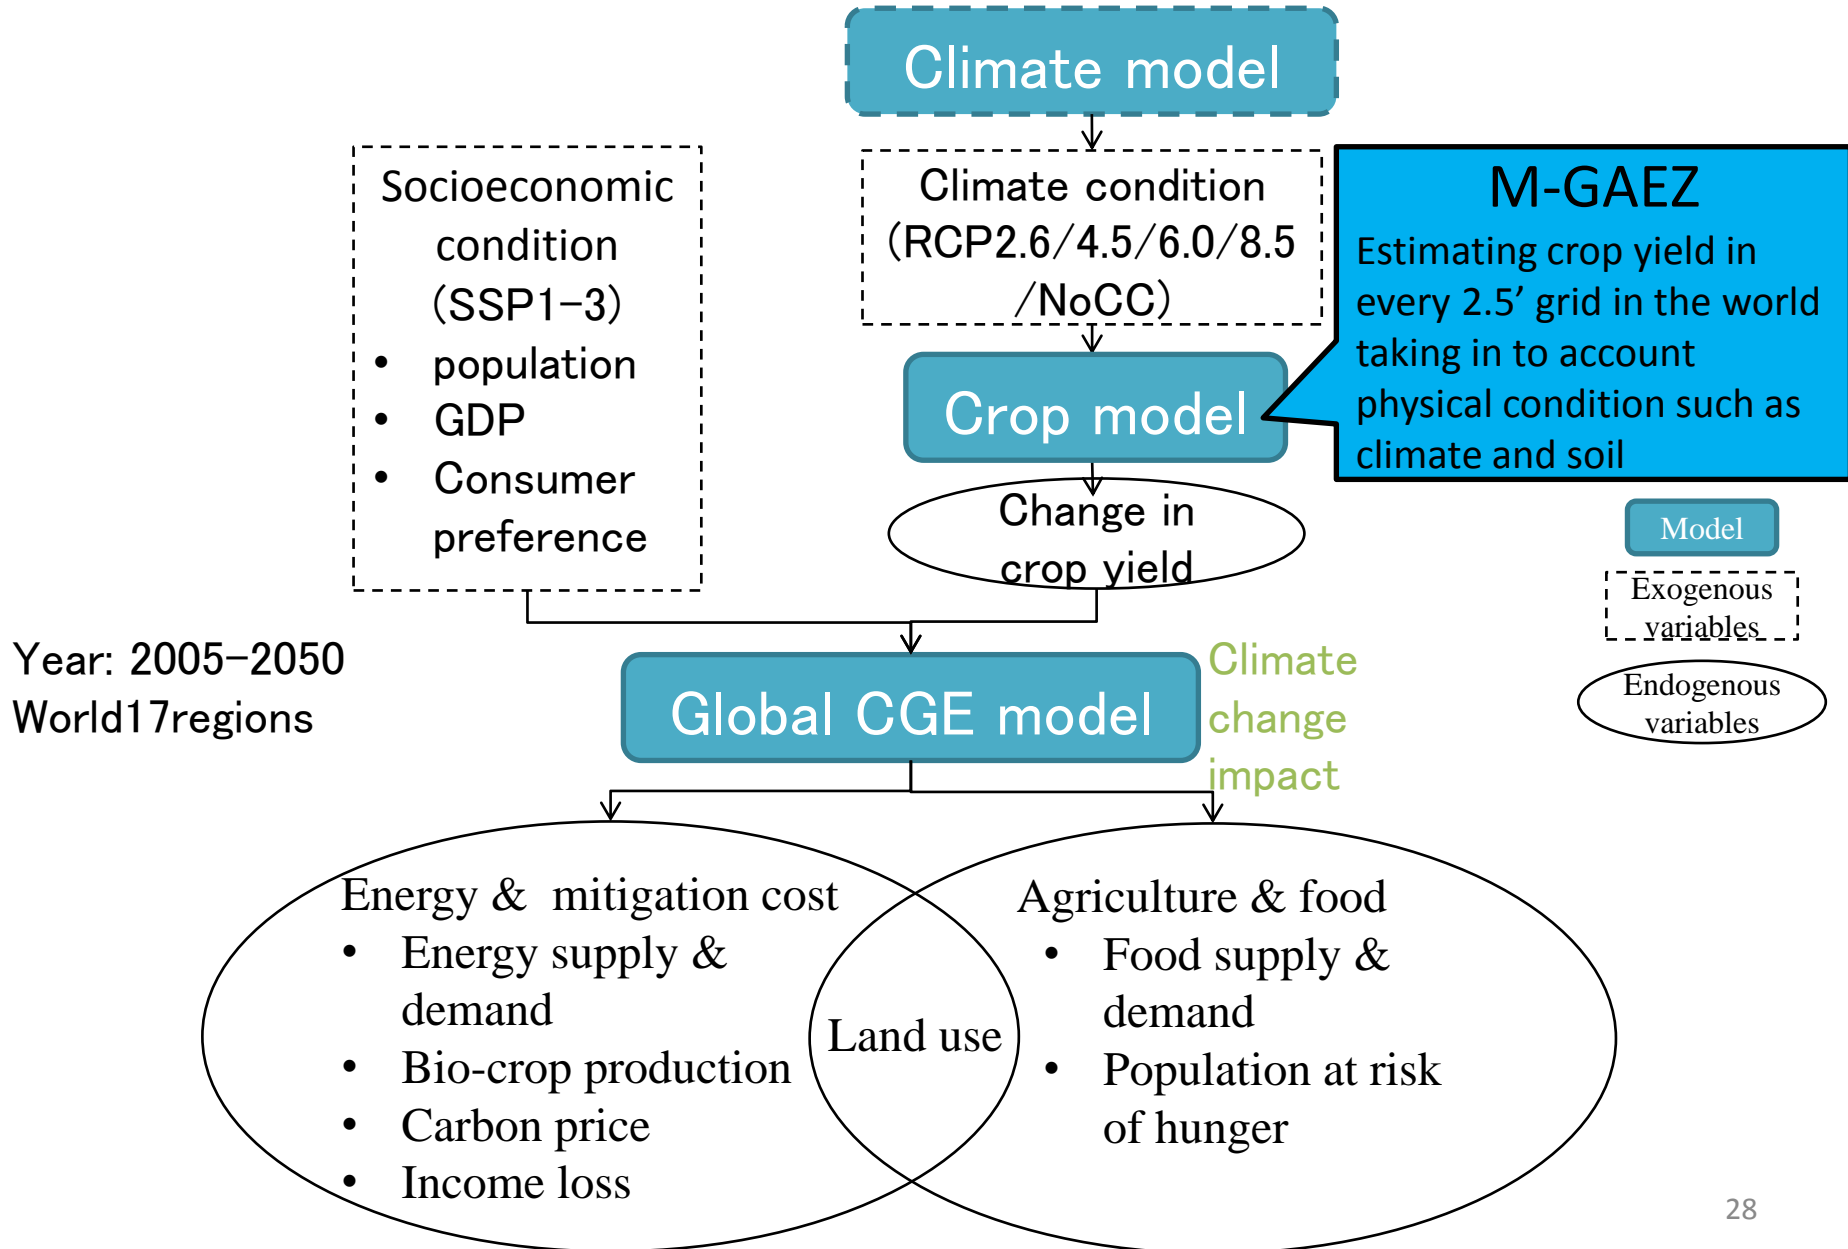 Climate model
Socioeconomic
condition
(SSP1-3)
• population
• GDP
• Consumer
preference
Climate condition
(RCP2.6/4.5/6.0/8.5
/NoCC)
M-GAEZ
Estimating crop yield in
every 2.5’ grid in the world
taking in to account
physical condition such as
climate and soil
Crop model
Change in
crop yield
Model
Exogenous
variables
Endogenous
variables
Year: 2005-2050
World17regions
Global CGE model
Climate
change
impact
Energy & mitigation cost
• Energy supply &
demand
• Bio-crop production
• Carbon price
• Income loss
Land use
Agriculture & food
• Food supply &
demand
• Population at risk
of hunger
28